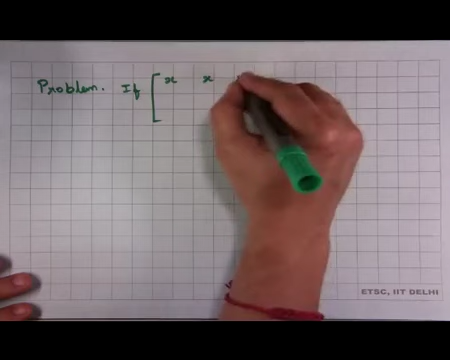 Problem. If [ x x
ETSC, IIT DELHI